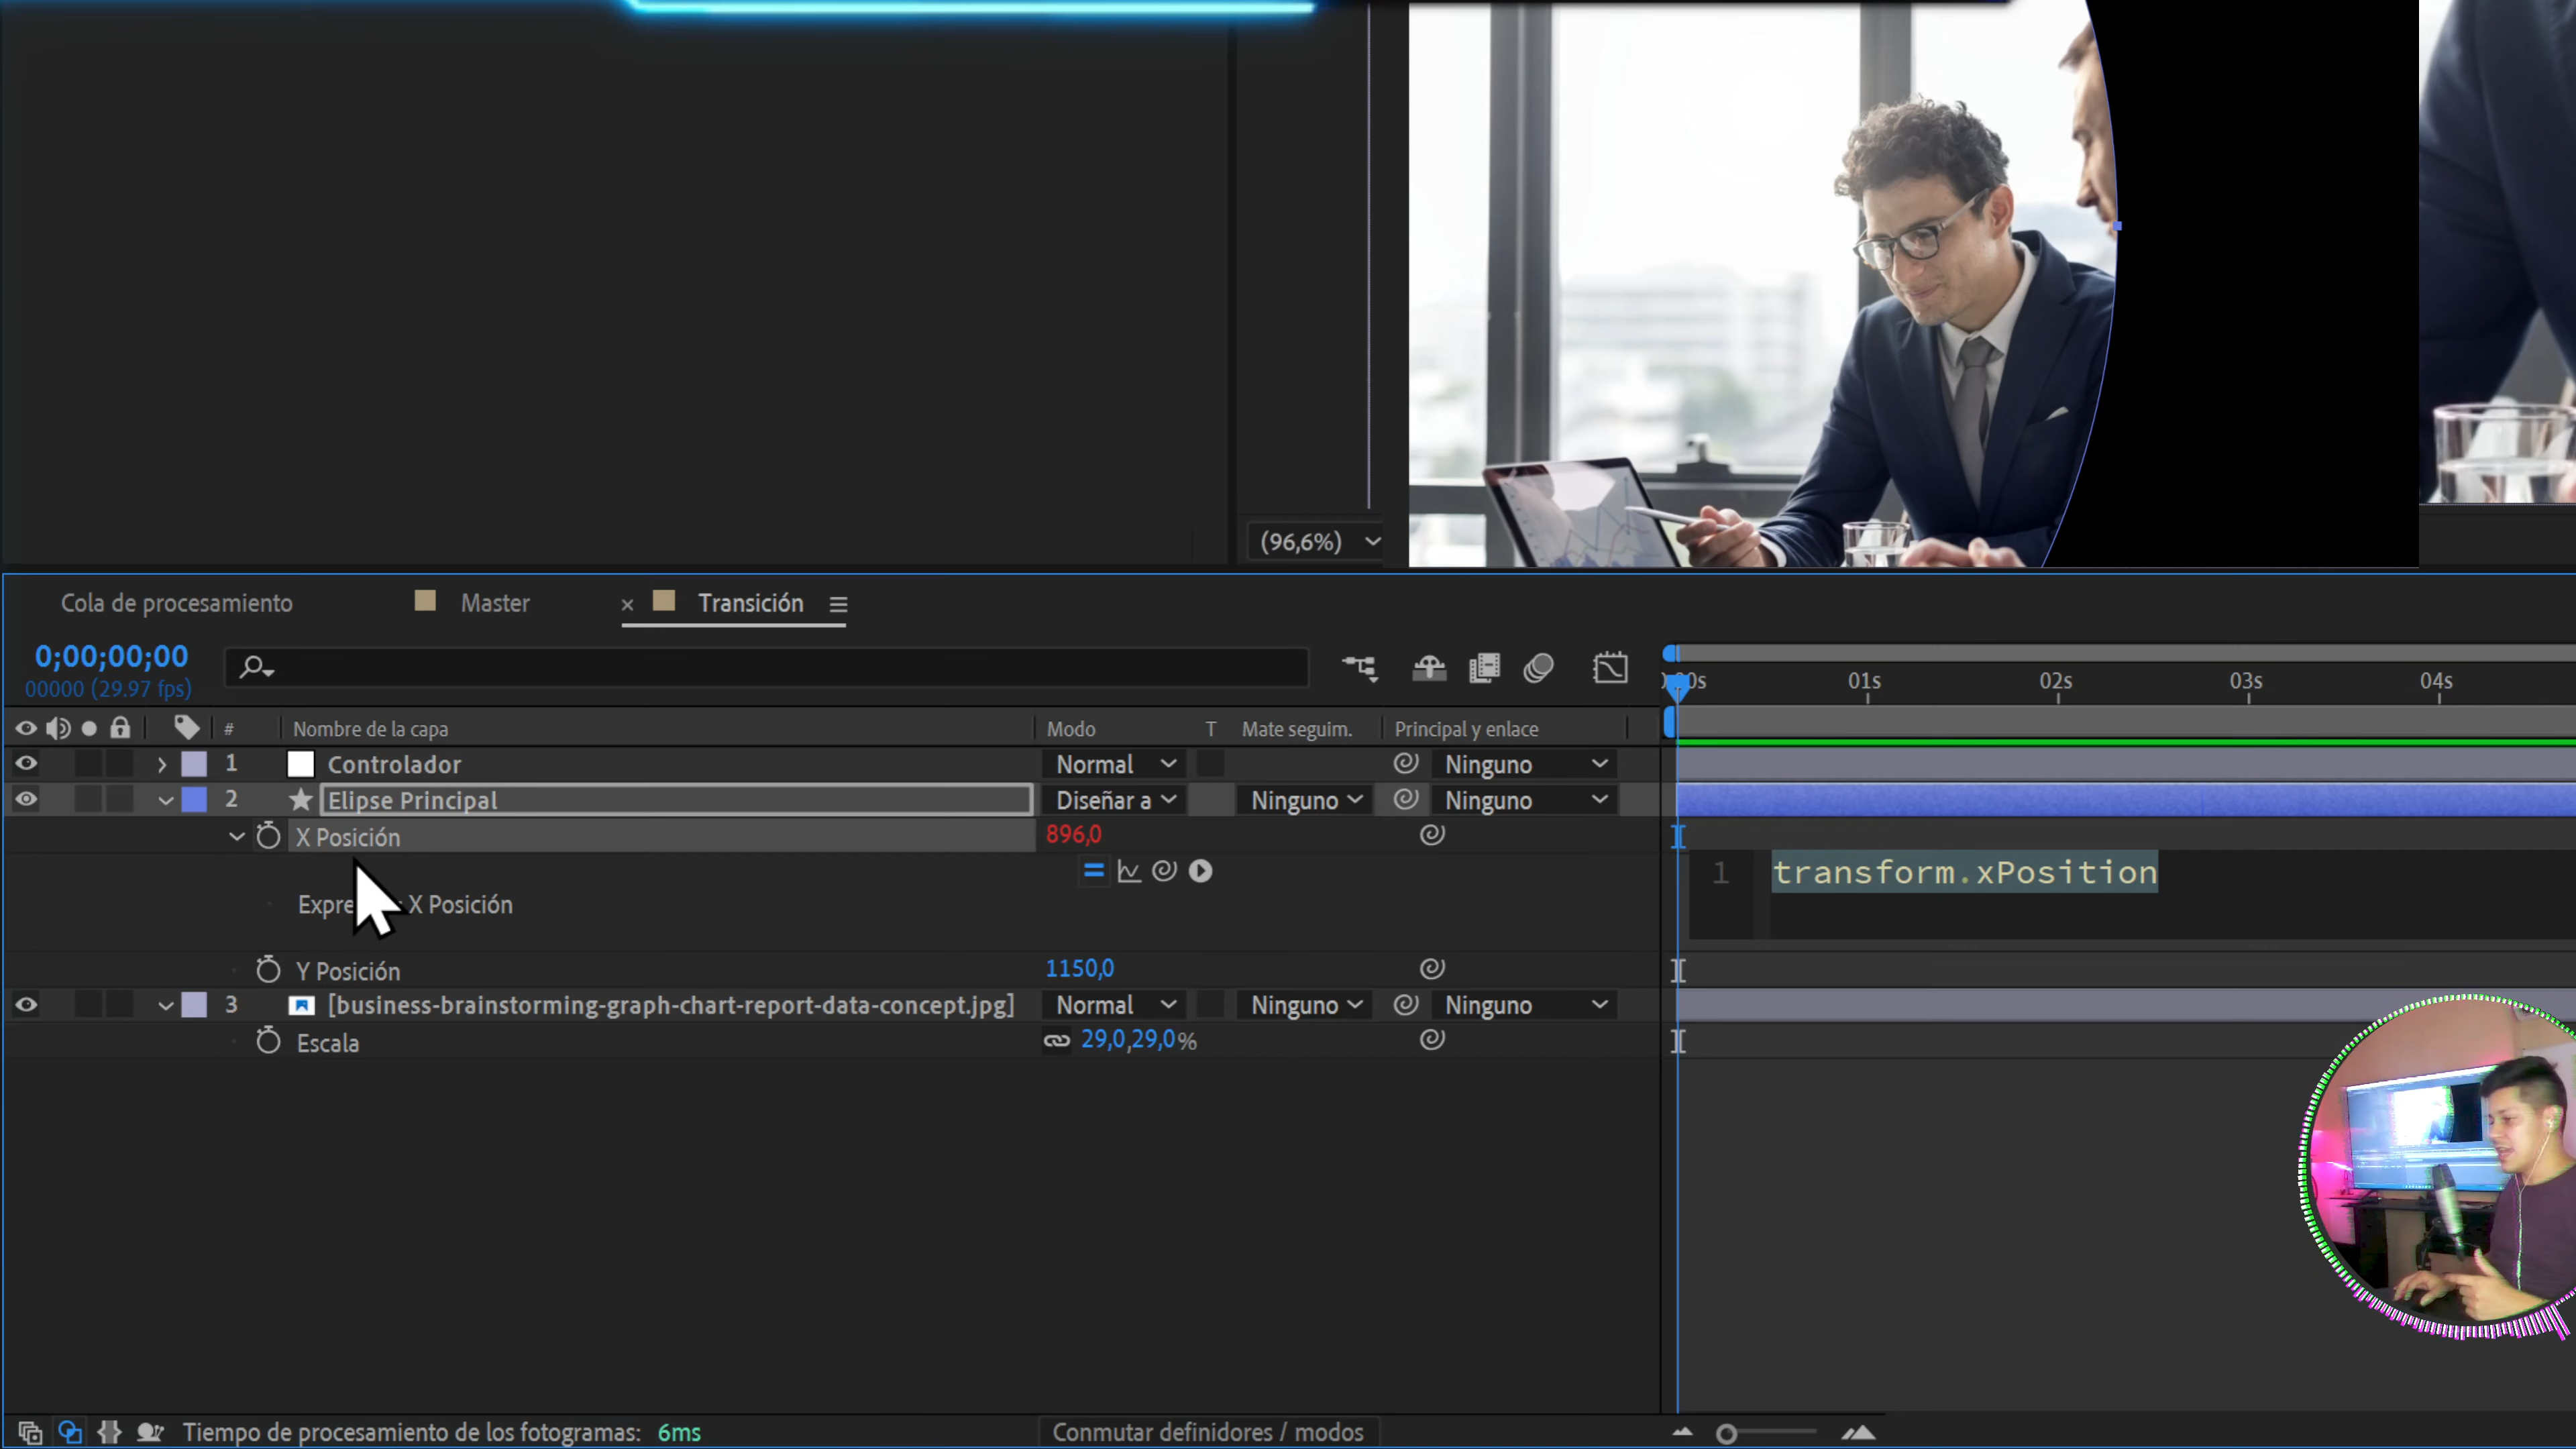 (96,6%)
Cola de procesamiento Master × Transición
0;00;00;00
00000 (29.97 fps)
01s 02s 03s 04s
# Nombre de la capa Modo T Mate seguim. Principal y enlace
1 Controlador Normal Ninguno
2 Elipse Principal Diseñar a Ninguno Ninguno
X Posición 896,0
1 transform.xPosition
X Posición
Y Posición 1150,0
3 [business-brainstorming-graph-chart-report-data-concept.jpg] Normal Ninguno Ninguno
Escala 29,0,29,0%
Tiempo de procesamiento de los fotogramas: 6ms Conmutar definidores / modos